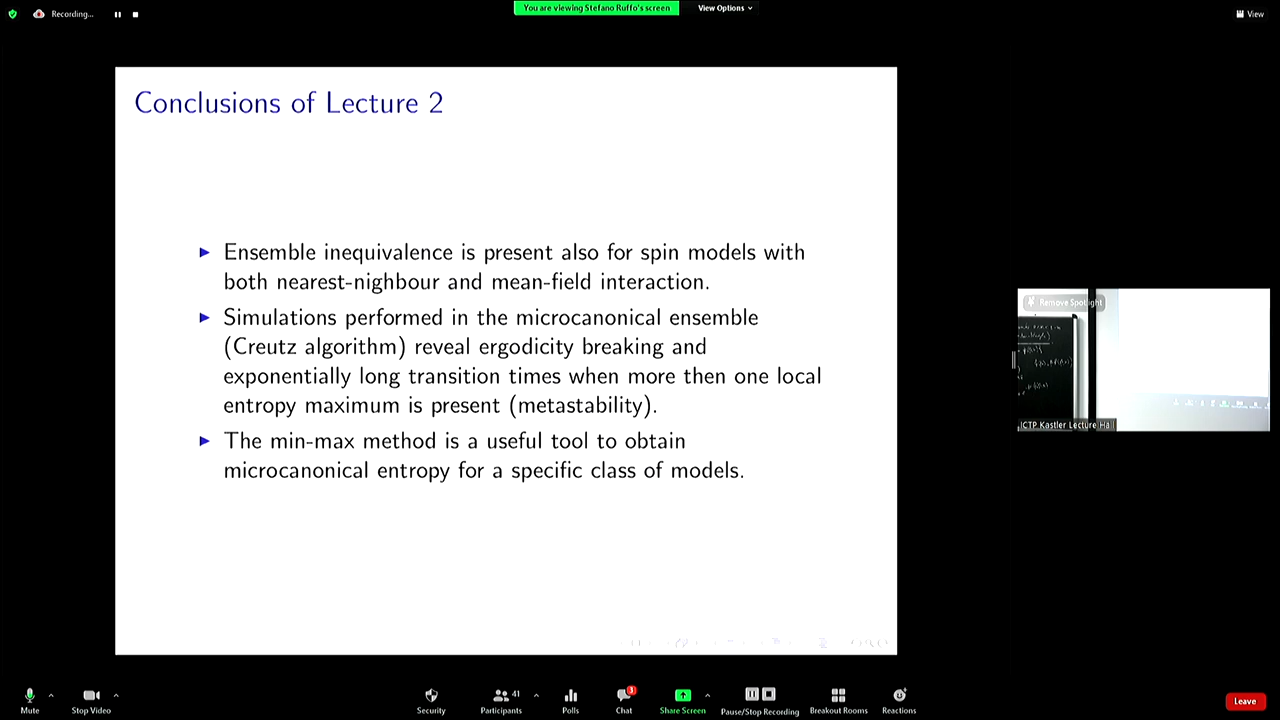 Recording...
You are viewing Stefano Ruffo's screen
View Options
View
Conclusions of Lecture 2
Ensemble inequivalence is present also for spin models with
both nearest-nighbour and mean-field interaction.
Simulations performed in the microcanonical ensemble
(Creutz algorithm) reveal ergodicity breaking and
exponentially long transition times when more then one local
entropy maximum is present (metastability).
The min-max method is a useful tool to obtain
microcanonical entropy for a specific class of models.
Remove Spotlight
ICTP Kastler Lecture Hall
Mute
Stop Video
Security
Participants
41
Polls
Chat
3
Share Screen
Pause/Stop Recording
Breakout Rooms
Reactions
Leave